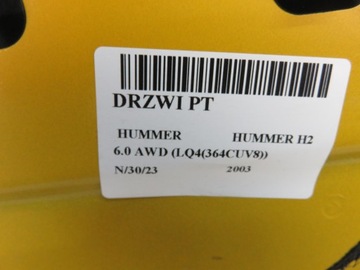 DRZWI PT
HUMMER HUMMER H2
6.0 AWD (LQ4(364CUV8))
N/30/23 2003